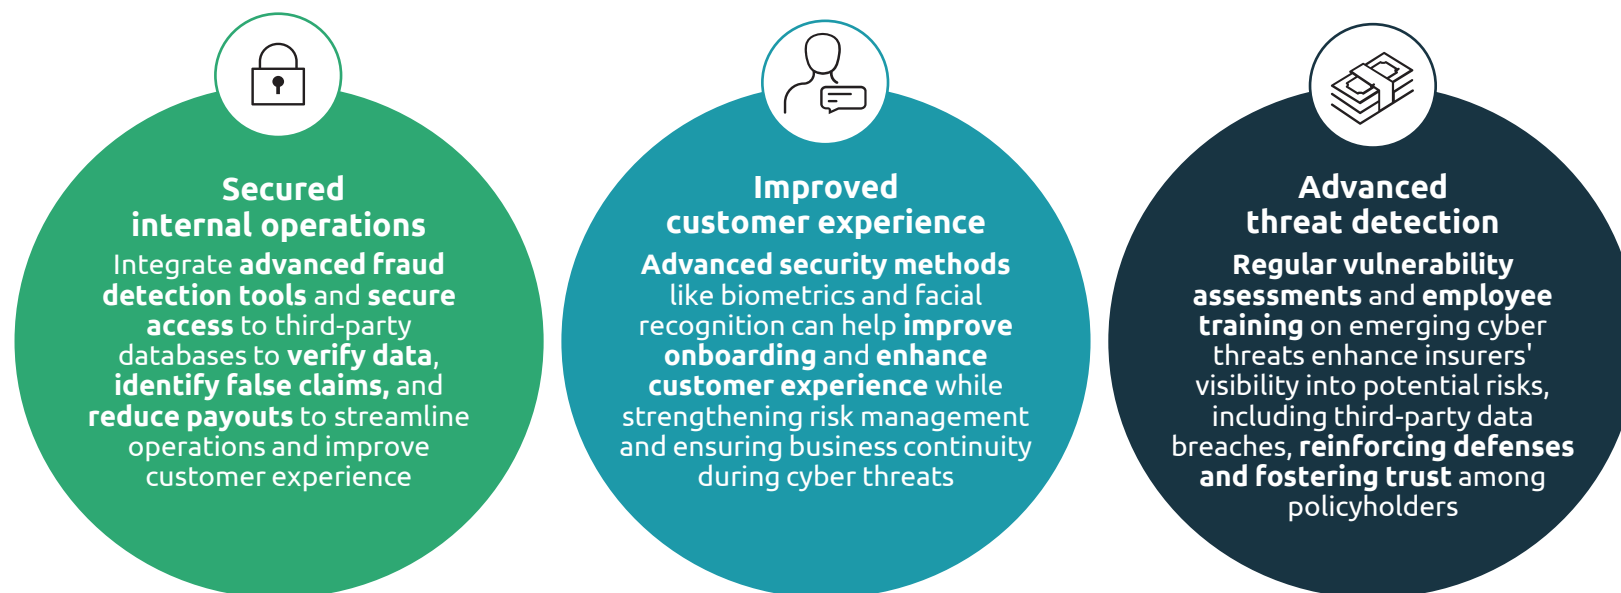 Secured
internal operations
Integrate advanced fraud
detection tools and secure
access to third-party
databases to verify data,
identify false claims, and
reduce payouts to streamline
operations and improve
customer experience
Improved
customer experience
Advanced security methods
like biometrics and facial
recognition can help improve
onboarding and enhance
customer experience while
strengthening risk management
and ensuring business continuity
during cyber threats
Advanced
threat detection
Regular vulnerability
assessments and employee
training on emerging cyber
threats enhance insurers'
visibility into potential risks,
including third-party data
breaches, reinforcing defenses
and fostering trust among
policyholders